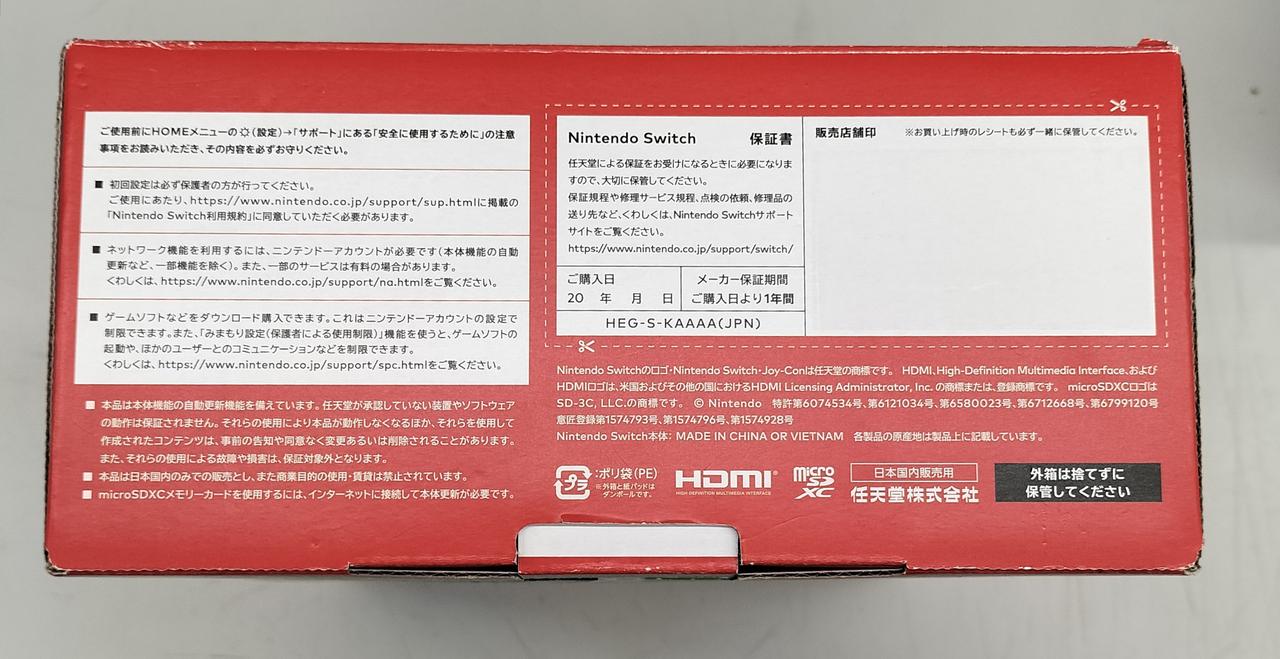 ご使用前にHOMEメニューの(設定)→「サポート」にある「安全に使用するために」の注意
事項をお読みいただき、その内容を必ずお守りください。
■ 初回設定は必ず保護者の方が行ってください。
ご使用にあたり、https://www.nintendo.co.jp/support/sup.htmlに掲載の
「Nintendo Switch利用規約」に同意していただく必要があります。
■ ネットワーク機能を利用するには、ニンテンドーアカウントが必要です(本体機能の自動
更新など、一部機能を除く)。また、一部のサービスは有料の場合があります。
くわしくは、https://www.nintendo.co.jp/support/na.htmlをご覧ください。
■ ゲームソフトなどをダウンロード購入できます。これはニンテンドーアカウントの設定で
制限できます。また、「みまもり設定(保護者による使用制限)」機能を使うと、ゲームソフトの
起動や、ほかのユーザーとのコミュニケーションなどを制限できます。
くわしくは、https://www.nintendo.co.jp/support/spc.htmlをご覧ください。
■ 本品は本体機能の自動更新機能を備えています。任天堂が承認していない装置やソフトウェア
の動作は保証されません。それらの使用により本品が動作しなくなるほか、それらを使用して
作成されたコンテンツは、事前の告知や同意なく変更あるいは削除されることがあります。
また、それらの使用による故障や損害は、保証対象外となります。
■ 本品は日本国内のみでの販売とし、また商業目的の使用・賃貸は禁止されています。
■ microSDXCメモリーカードを使用するには、インターネットに接続して本体更新が必要です。
Nintendo Switch 保証書
任天堂による保証をお受けになるときに必要になりま
すので、大切に保管してください。
保証規程や修理サービス規程、点検の依頼、修理品の
送り先など、くわしくは、Nintendo Switchサポート
サイトをご覧ください。
https://www.nintendo.co.jp/support/switch/
ご購入日
20 年 月 日
メーカー保証期間
ご購入日より1年間
HEG-S-KAAAA(JPN)
販売店舗印 ※お買い上げ時のレシートも必ず一緒に保管してください。
Nintendo Switchのロゴ・Nintendo Switch・Joy-Conは任天堂の商標です。 HDMI、High-Definition Multimedia Interface、および
HDMIロゴは、米国およびその他の国におけるHDMI Licensing Administrator, Inc. の商標または、登録商標です。 microSDXCロゴは
SD-3C, LLC.の商標です。 © Nintendo 特許第6074534号、第6121034号、第6580023号、第6712668号、第6799120号
意匠登録第1574793号、第1574796号、第1574928号
Nintendo Switch本体: MADE IN CHINA OR VIETNAM 各製品の原産地は製品上に記載しています。
プラ
:ポリ袋(PE)
※外箱と紙パッドは
ダンボールです。
HDMI®
HIGH-DEFINITION MULTIMEDIA INTERFACE
micro
SD
XC
日本国内販売用
任天堂株式会社
外箱は捨てずに
保管してください